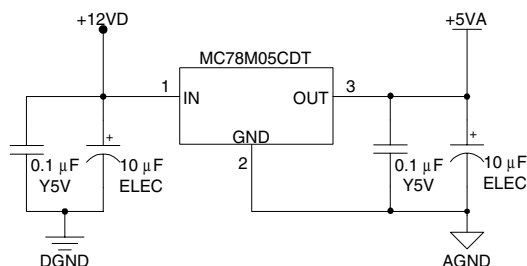 +12VD
+5VA
MC78M05CDT
1
IN
OUT
3
GND
2
+
+
0.1 μF
Y5V
10 μF
ELEC
0.1 μF
Y5V
10 μF
ELEC
DGND
AGND